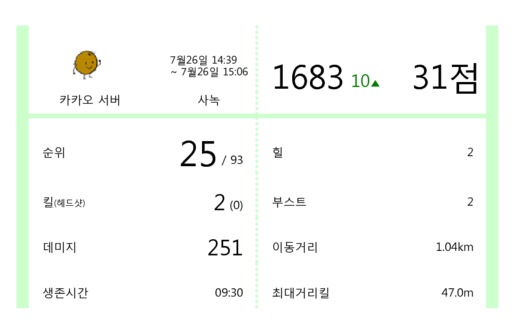 7월26일 14:39
~ 7월26일 15:06
카카오 서버 사녹
1683 10▲ 31점
순위 25 / 93
킬(헤드샷) 2 (0)
데미지 251
생존시간 09:30
힐 2
부스트 2
이동거리 1.04km
최대거리킬 47.0m